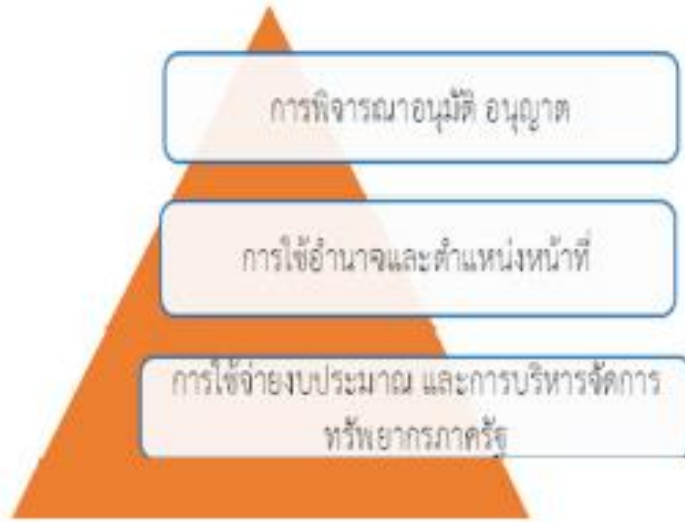 การพิจารณาอนุมัติ อนุญาต
การใช้อำนาจและตำแหน่งหน้าที่
การใช้จ่ายงบประมาณ และการบริหารจัดการ
ทรัพยากรภาครัฐ